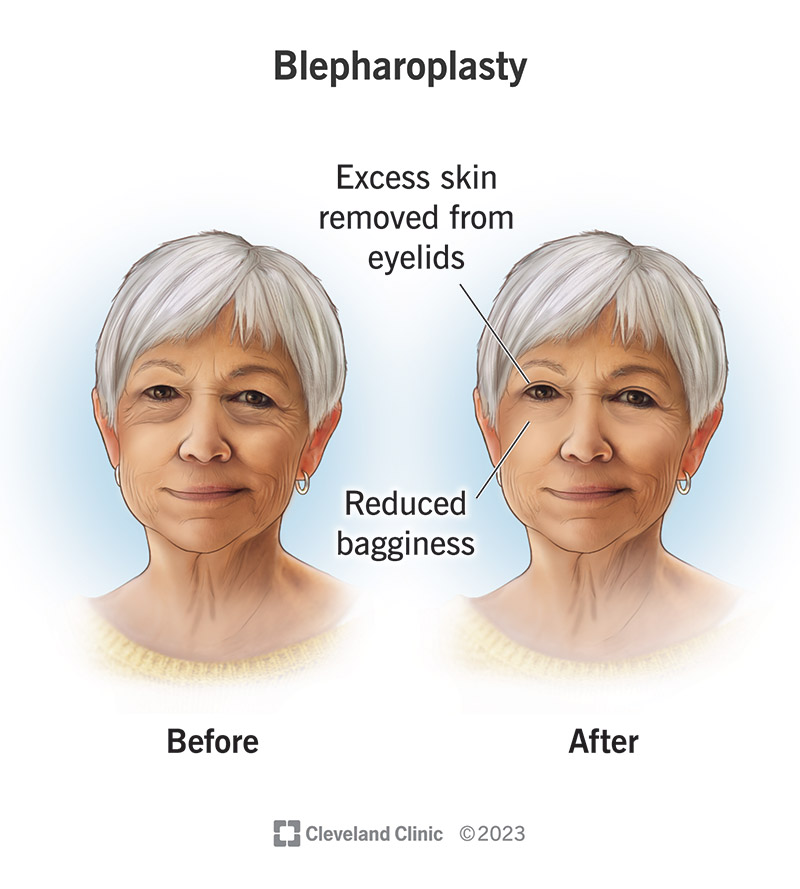 Blepharoplasty
Excess skin
removed from
eyelids
Reduced
bagginess
Before
After
Cleveland Clinic ©2023